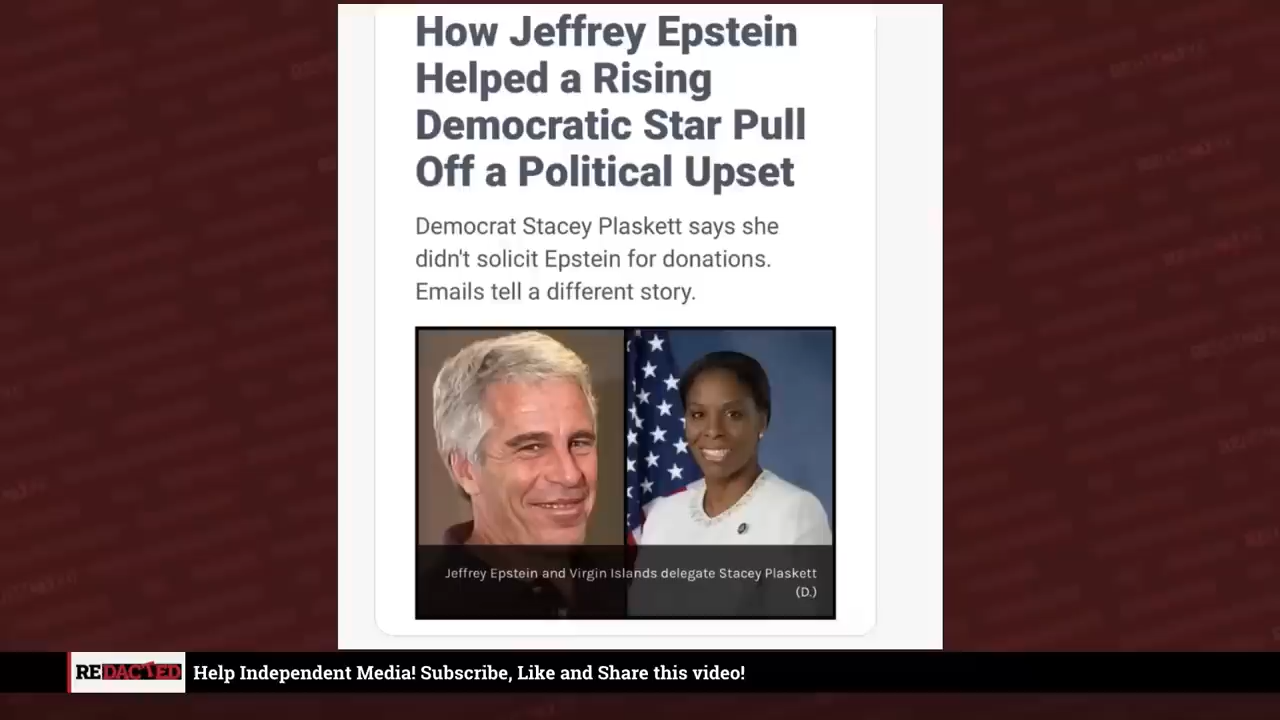 How Jeffrey Epstein
Helped a Rising
Democratic Star Pull
Off a Political Upset
Democrat Stacey Plaskett says she
didn't solicit Epstein for donations.
Emails tell a different story.
Jeffrey Epstein and Virgin Islands delegate Stacey Plaskett
(D.)
REDACTED
Help Independent Media! Subscribe, Like and Share this video!